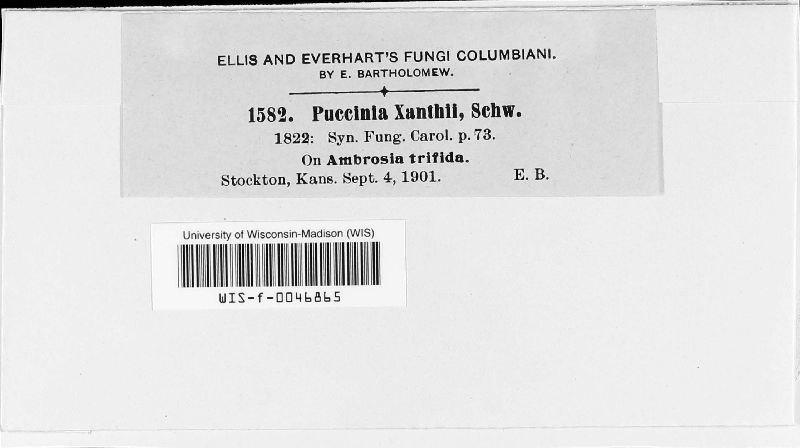 ELLIS AND EVERHART'S FUNGI COLUMBIANI.
BY E. BARTHOLOMEW.
1582. Puccinia Xanthii, Schw.
1822: Syn. Fung. Carol. p. 73.
On Ambrosia trifida.
Stockton, Kans. Sept. 4, 1901. E. B.
University of Wisconsin-Madison (WIS)
WIS-f-0046865